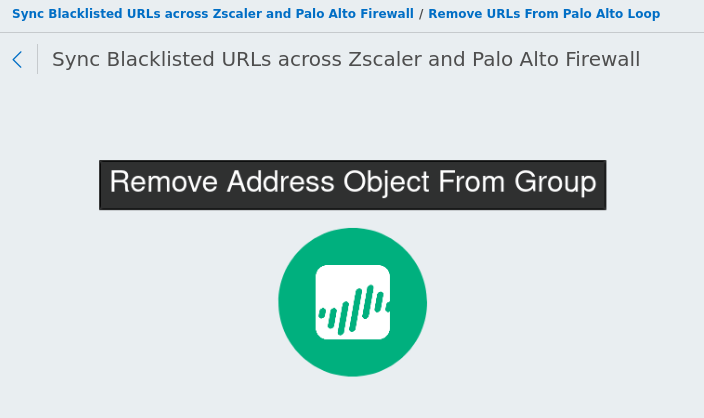 Sync Blacklisted URLs across Zscaler and Palo Alto Firewall / Remove URLs From Palo Alto Loop
Sync Blacklisted URLs across Zscaler and Palo Alto Firewall
Remove Address Object From Group